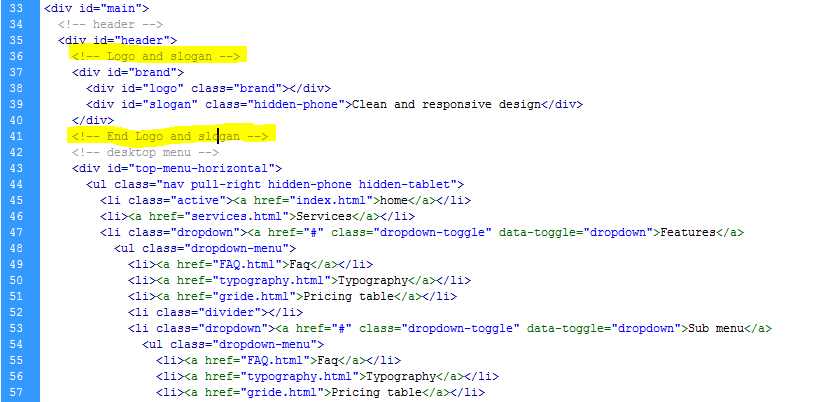 33 <div id="main">
34 <!-- header -->
35 <div id="header">
36 <!-- Logo and slogan -->
37 <div id="brand">
38 <div id="logo" class="brand"></div>
39 <div id="slogan" class="hidden-phone">Clean and responsive design</div>
40 </div>
41 <!-- End Logo and slogan -->
42 <!-- desktop menu -->
43 <div id="top-menu-horizontal">
44 <ul class="nav pull-right hidden-phone hidden-tablet">
45 <li class="active"><a href="index.html">home</a></li>
46 <li><a href="services.html">Services</a></li>
47 <li class="dropdown"><a href="#" class="dropdown-toggle" data-toggle="dropdown">Features</a>
48 <ul class="dropdown-menu">
49 <li><a href="FAQ.html">Faq</a></li>
50 <li><a href="typography.html">Typography</a></li>
51 <li><a href="gride.html">Pricing table</a></li>
52 <li class="divider"></li>
53 <li class="dropdown"><a href="#" class="dropdown-toggle" data-toggle="dropdown">Sub menu</a>
54 <ul class="dropdown-menu">
55 <li><a href="FAQ.html">Faq</a></li>
56 <li><a href="typography.html">Typography</a></li>
57 <li><a href="gride.html">Pricing table</a></li>